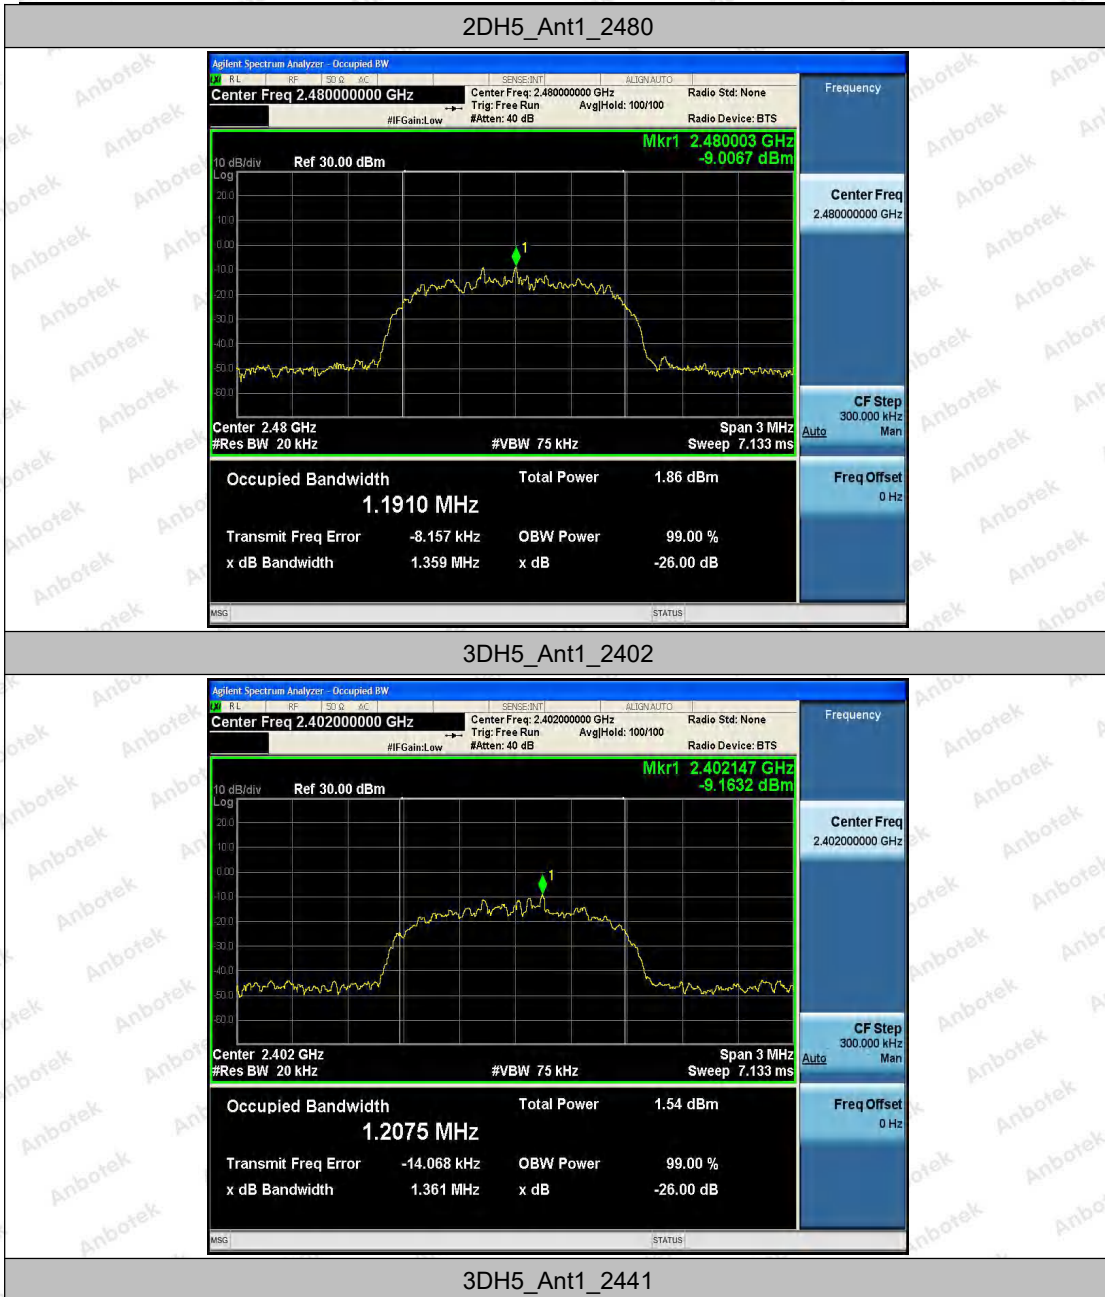 2DH5_Ant1_2480
Agilent Spectrum Analyzer - Occupied BW
RL RF 50 Ω AC SENSE:INT ALIGNAUTO
Center Freq 2.480000000 GHz
Center Freq: 2.480000000 GHz
Radio Std: None
Trig: Free Run Avg|Hold: 100/100
#IFGain:Low #Atten: 40 dB Radio Device: BTS
Mkr1 2.480003 GHz
-9.0067 dBm
10 dB/div Ref 30.00 dBm
Log
20.0
10.0
0.00
-10.0
-20.0
-30.0
-40.0
-50.0
-60.0
1
Center 2.48 GHz Span 3 MHz
#Res BW 20 kHz #VBW 75 kHz Sweep 7.133 ms
Occupied Bandwidth Total Power 1.86 dBm
1.1910 MHz
Transmit Freq Error -8.157 kHz OBW Power 99.00 %
x dB Bandwidth 1.359 MHz x dB -26.00 dB
MSG STATUS
Frequency
Center Freq
2.480000000 GHz
CF Step
300.000 kHz
Auto Man
Freq Offset
0 Hz
3DH5_Ant1_2402
Agilent Spectrum Analyzer - Occupied BW
RL RF 50 Ω AC SENSE:INT ALIGNAUTO
Center Freq 2.402000000 GHz
Center Freq: 2.402000000 GHz
Radio Std: None
Trig: Free Run Avg|Hold: 100/100
#IFGain:Low #Atten: 40 dB Radio Device: BTS
Mkr1 2.402147 GHz
-9.1632 dBm
10 dB/div Ref 30.00 dBm
Log
20.0
10.0
0.00
-10.0
-20.0
-30.0
-40.0
-50.0
-60.0
1
Center 2.402 GHz Span 3 MHz
#Res BW 20 kHz #VBW 75 kHz Sweep 7.133 ms
Occupied Bandwidth Total Power 1.54 dBm
1.2075 MHz
Transmit Freq Error -14.068 kHz OBW Power 99.00 %
x dB Bandwidth 1.361 MHz x dB -26.00 dB
MSG STATUS
Frequency
Center Freq
2.402000000 GHz
CF Step
300.000 kHz
Auto Man
Freq Offset
0 Hz
3DH5_Ant1_2441
Anbotek